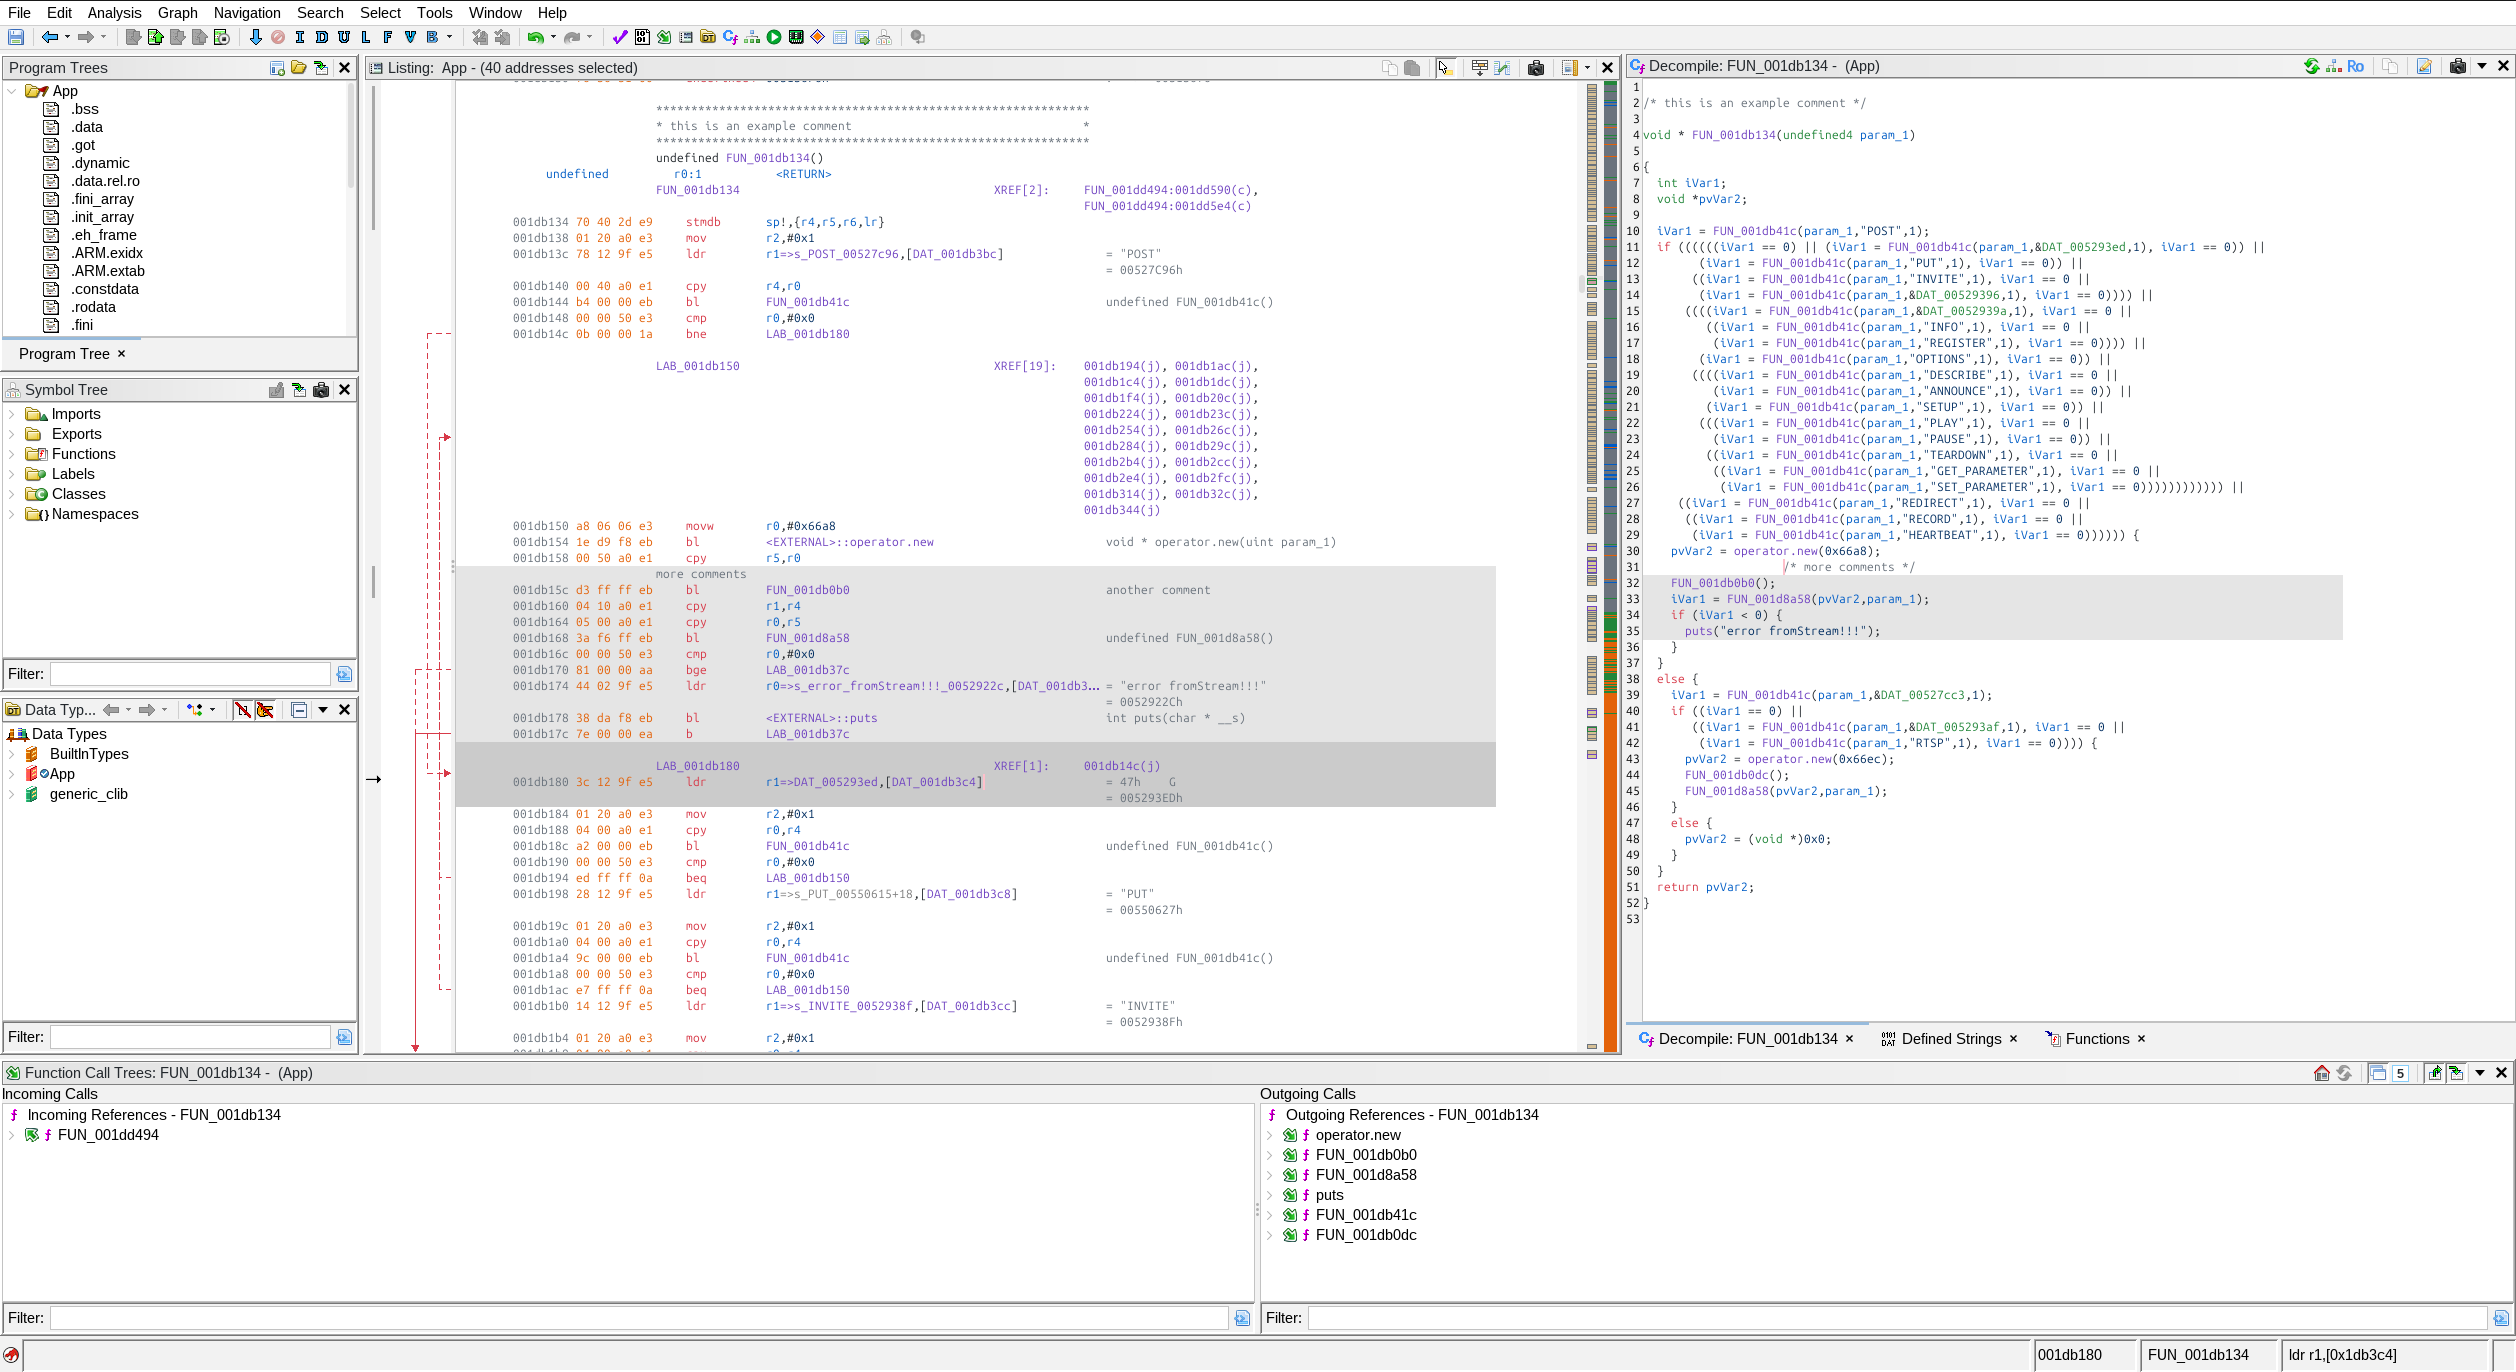 File Edit Analysis Graph Navigation Search Select Tools Window Help
I D U L F V B
Program Trees
App
.bss
.data
.got
.dynamic
.data.rel.ro
.fini_array
.init_array
.eh_frame
.ARM.exidx
.ARM.extab
.constdata
.rodata
.fini
Program Tree ×
Symbol Tree
Imports
Exports
Functions
Labels
Classes
Namespaces
Filter:
Data Typ...
Data Types
BuiltInTypes
App
generic_clib
Filter:
Listing: App - (40 addresses selected)
**************************************************************
* this is an example comment *
**************************************************************
undefined FUN_001db134()
undefined r0:1 <RETURN>
FUN_001db134 XREF[2]: FUN_001dd494:001dd590(c),
FUN_001dd494:001dd5e4(c)
001db134 70 40 2d e9 stmdb sp!,{r4,r5,r6,lr}
001db138 01 20 a0 e3 mov r2,#0x1
001db13c 78 12 9f e5 ldr r1=>s_POST_00527c96,[DAT_001db3bc] = "POST"
= 00527C96h
001db140 00 40 a0 e1 cpy r4,r0
001db144 b4 00 00 eb bl FUN_001db41c undefined FUN_001db41c()
001db148 00 00 50 e3 cmp r0,#0x0
001db14c 0b 00 00 1a bne LAB_001db180
LAB_001db150 XREF[19]: 001db194(j), 001db1ac(j),
001db1c4(j), 001db1dc(j),
001db1f4(j), 001db20c(j),
001db224(j), 001db23c(j),
001db254(j), 001db26c(j),
001db284(j), 001db29c(j),
001db2b4(j), 001db2cc(j),
001db2e4(j), 001db2fc(j),
001db314(j), 001db32c(j),
001db344(j)
001db150 a8 06 06 e3 movw r0,#0x66a8
001db154 1e d9 f8 eb bl <EXTERNAL>::operator.new void * operator.new(uint param_1)
001db158 00 50 a0 e1 cpy r5,r0
more comments
001db15c d3 ff ff eb bl FUN_001db0b0 another comment
001db160 04 10 a0 e1 cpy r1,r4
001db164 05 00 a0 e1 cpy r0,r5
001db168 3a f6 ff eb bl FUN_001d8a58 undefined FUN_001d8a58()
001db16c 00 00 50 e3 cmp r0,#0x0
001db170 81 00 00 aa bge LAB_001db37c
001db174 44 02 9f e5 ldr r0=>s_error_fromStream!!!_0052922c,[DAT_001db3... = "error fromStream!!!"
= 0052922Ch
001db178 38 da f8 eb bl <EXTERNAL>::puts int puts(char * __s)
001db17c 7e 00 00 ea b LAB_001db37c
LAB_001db180 XREF[1]: 001db14c(j)
001db180 3c 12 9f e5 ldr r1=>DAT_005293ed,[DAT_001db3c4] = 47h G
= 005293EDh
001db184 01 20 a0 e3 mov r2,#0x1
001db188 04 00 a0 e1 cpy r0,r4
001db18c a2 00 00 eb bl FUN_001db41c undefined FUN_001db41c()
001db190 00 00 50 e3 cmp r0,#0x0
001db194 ed ff ff 0a beq LAB_001db150
001db198 28 12 9f e5 ldr r1=>s_PUT_00550615+18,[DAT_001db3c8] = "PUT"
= 00550627h
001db19c 01 20 a0 e3 mov r2,#0x1
001db1a0 04 00 a0 e1 cpy r0,r4
001db1a4 9c 00 00 eb bl FUN_001db41c undefined FUN_001db41c()
001db1a8 00 00 50 e3 cmp r0,#0x0
001db1ac e7 ff ff 0a beq LAB_001db150
001db1b0 14 12 9f e5 ldr r1=>s_INVITE_0052938f,[DAT_001db3cc] = "INVITE"
= 0052938Fh
001db1b4 01 20 a0 e3 mov r2,#0x1
Decompile: FUN_001db134 - (App)
Ro
1
2 /* this is an example comment */
3
4 void * FUN_001db134(undefined4 param_1)
5
6 {
7 int iVar1;
8 void *pvVar2;
9
10 iVar1 = FUN_001db41c(param_1,"POST",1);
11 if ((((((iVar1 == 0) || (iVar1 = FUN_001db41c(param_1,&DAT_005293ed,1), iVar1 == 0)) ||
12 (iVar1 = FUN_001db41c(param_1,"PUT",1), iVar1 == 0)) ||
13 ((iVar1 = FUN_001db41c(param_1,"INVITE",1), iVar1 == 0 ||
14 (iVar1 = FUN_001db41c(param_1,&DAT_00529396,1), iVar1 == 0)))) ||
15 ((((iVar1 = FUN_001db41c(param_1,&DAT_0052939a,1), iVar1 == 0 ||
16 ((iVar1 = FUN_001db41c(param_1,"INFO",1), iVar1 == 0 ||
17 (iVar1 = FUN_001db41c(param_1,"REGISTER",1), iVar1 == 0)))) ||
18 (iVar1 = FUN_001db41c(param_1,"OPTIONS",1), iVar1 == 0)) ||
19 ((((iVar1 = FUN_001db41c(param_1,"DESCRIBE",1), iVar1 == 0 ||
20 (iVar1 = FUN_001db41c(param_1,"ANNOUNCE",1), iVar1 == 0)) ||
21 (iVar1 = FUN_001db41c(param_1,"SETUP",1), iVar1 == 0)) ||
22 (((iVar1 = FUN_001db41c(param_1,"PLAY",1), iVar1 == 0 ||
23 (iVar1 = FUN_001db41c(param_1,"PAUSE",1), iVar1 == 0)) ||
24 ((iVar1 = FUN_001db41c(param_1,"TEARDOWN",1), iVar1 == 0 ||
25 ((iVar1 = FUN_001db41c(param_1,"GET_PARAMETER",1), iVar1 == 0 ||
26 (iVar1 = FUN_001db41c(param_1,"SET_PARAMETER",1), iVar1 == 0)))))))))))) ||
27 ((iVar1 = FUN_001db41c(param_1,"REDIRECT",1), iVar1 == 0 ||
28 ((iVar1 = FUN_001db41c(param_1,"RECORD",1), iVar1 == 0 ||
29 (iVar1 = FUN_001db41c(param_1,"HEARTBEAT",1), iVar1 == 0)))))) {
30 pvVar2 = operator.new(0x66a8);
31 /* more comments */
32 FUN_001db0b0();
33 iVar1 = FUN_001d8a58(pvVar2,param_1);
34 if (iVar1 < 0) {
35 puts("error fromStream!!!");
36 }
37 }
38 else {
39 iVar1 = FUN_001db41c(param_1,&DAT_00527cc3,1);
40 if ((iVar1 == 0) ||
41 ((iVar1 = FUN_001db41c(param_1,&DAT_005293af,1), iVar1 == 0 ||
42 (iVar1 = FUN_001db41c(param_1,"RTSP",1), iVar1 == 0)))) {
43 pvVar2 = operator.new(0x66ec);
44 FUN_001db0dc();
45 FUN_001d8a58(pvVar2,param_1);
46 }
47 else {
48 pvVar2 = (void *)0x0;
49 }
50 }
51 return pvVar2;
52 }
53
Decompile: FUN_001db134 × Defined Strings × Functions ×
Function Call Trees: FUN_001db134 - (App)
5
Incoming Calls
Incoming References - FUN_001db134
FUN_001dd494
Filter:
Outgoing Calls
Outgoing References - FUN_001db134
operator.new
FUN_001db0b0
FUN_001d8a58
puts
FUN_001db41c
FUN_001db0dc
Filter:
001db180 FUN_001db134 ldr r1,[0x1db3c4]